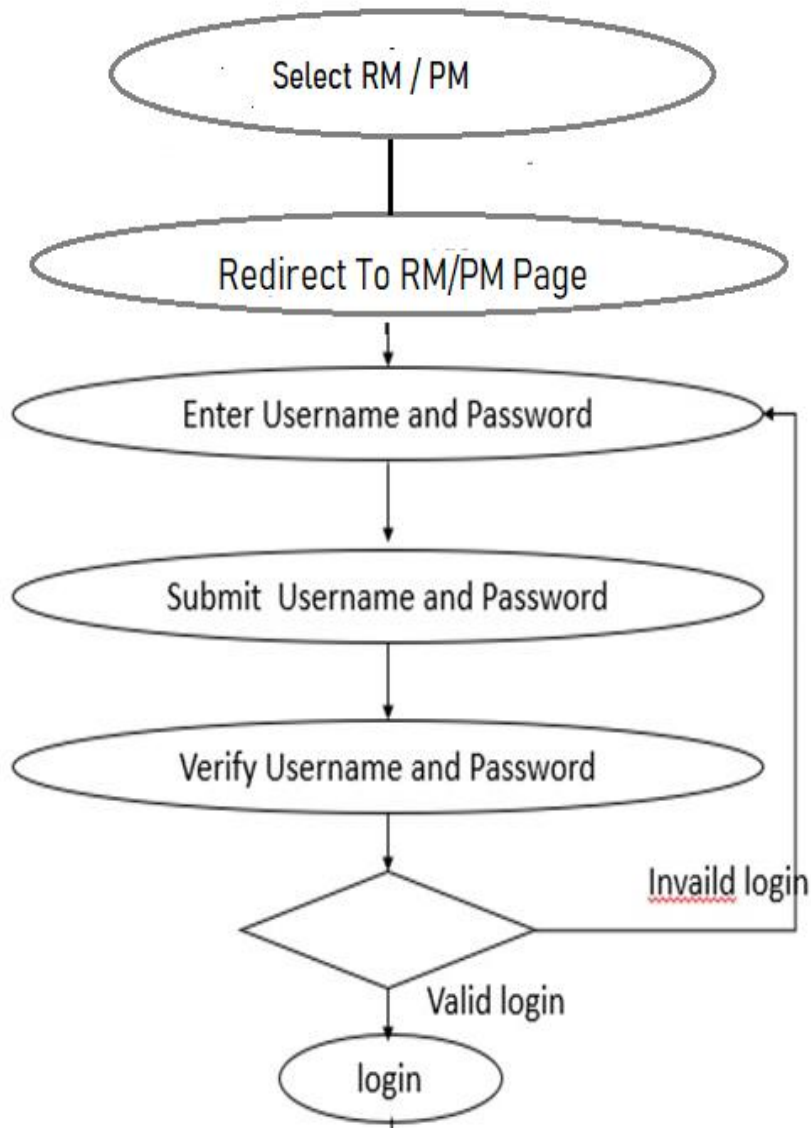 Select RM / PM
Redirect To RM/PM Page
Enter Username and Password
Submit Username and Password
Verify Username and Password
Invaild login
Valid login
login